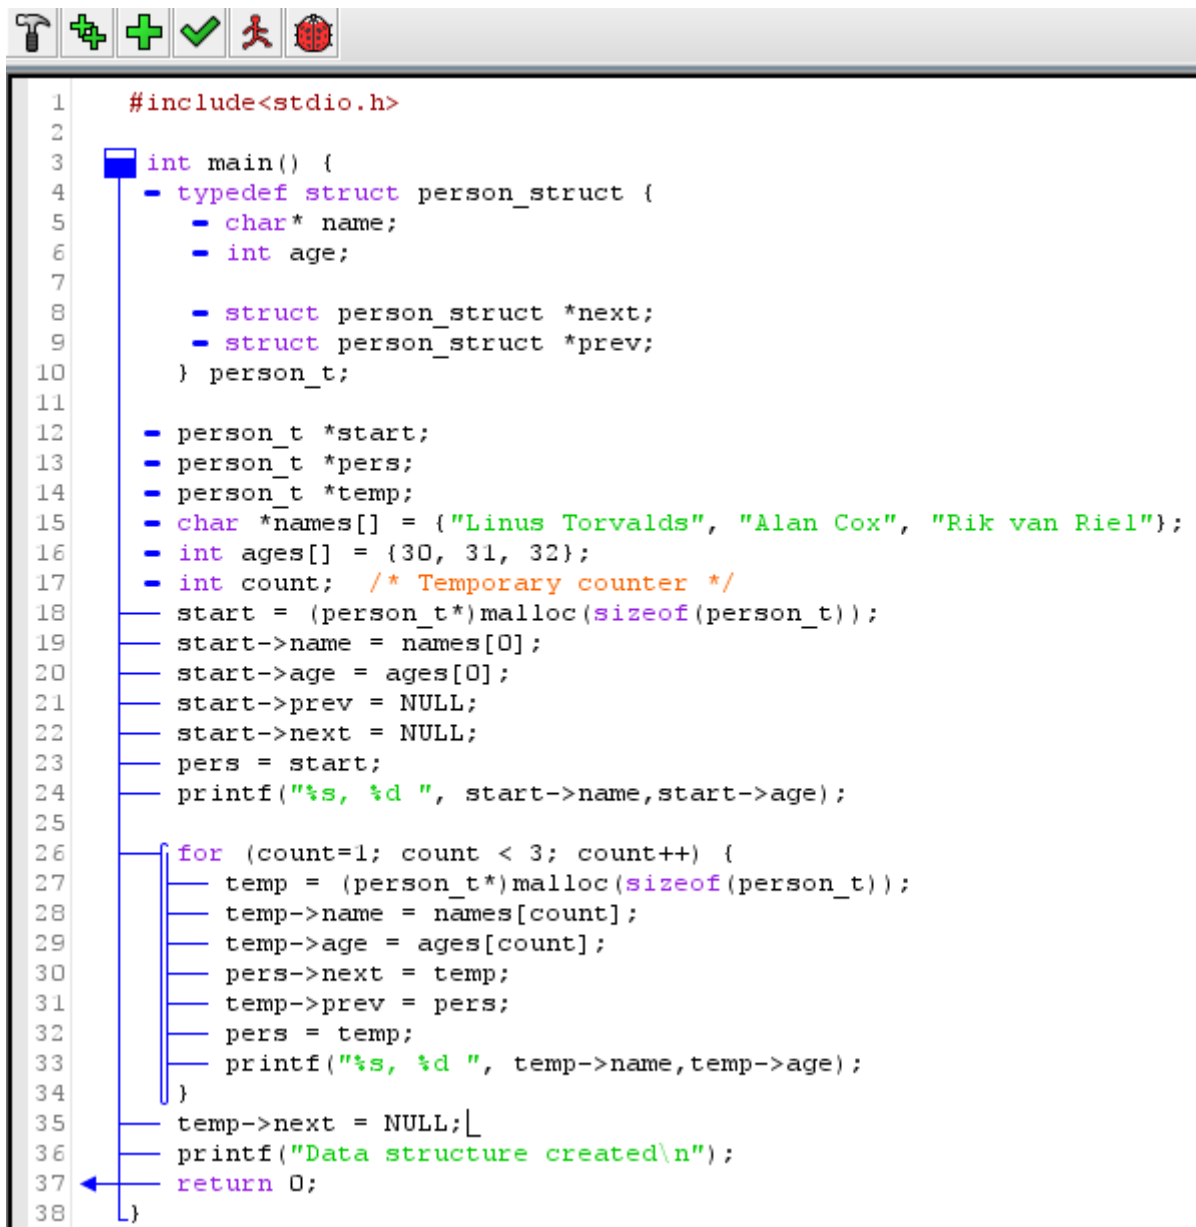 1 #include<stdio.h>
2
3 int main() {
4 typedef struct person_struct {
5 char* name;
6 int age;
7
8 struct person_struct *next;
9 struct person_struct *prev;
10 } person_t;
11
12 person_t *start;
13 person_t *pers;
14 person_t *temp;
15 char *names[] = {"Linus Torvalds", "Alan Cox", "Rik van Riel"};
16 int ages[] = {30, 31, 32};
17 int count;  /* Temporary counter */
18 start = (person_t*)malloc(sizeof(person_t));
19 start->name = names[0];
20 start->age = ages[0];
21 start->prev = NULL;
22 start->next = NULL;
23 pers = start;
24 printf("%s, %d ", start->name,start->age);
25
26 for (count=1; count < 3; count++) {
27 temp = (person_t*)malloc(sizeof(person_t));
28 temp->name = names[count];
29 temp->age = ages[count];
30 pers->next = temp;
31 temp->prev = pers;
32 pers = temp;
33 printf("%s, %d ", temp->name,temp->age);
34 }
35 temp->next = NULL;
36 printf("Data structure created\n");
37 return 0;
38 }